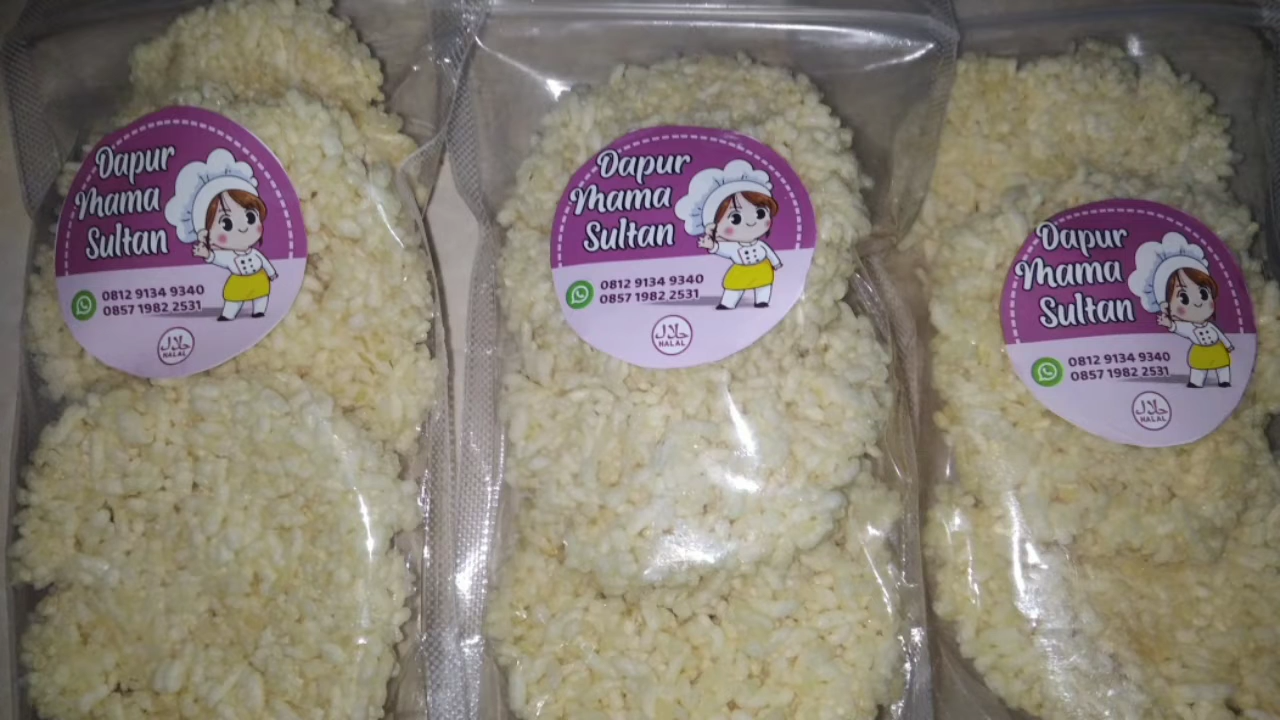 Dapur
Mama
Sultan
0812 9134 9340
0857 1982 2531
حلال
HALAL
Dapur
Mama
Sultan
0812 9134 9340
0857 1982 2531
حلال
HALAL
Dapur
Mama
Sultan
0812 9134 9340
0857 1982 2531
حلال
HALAL